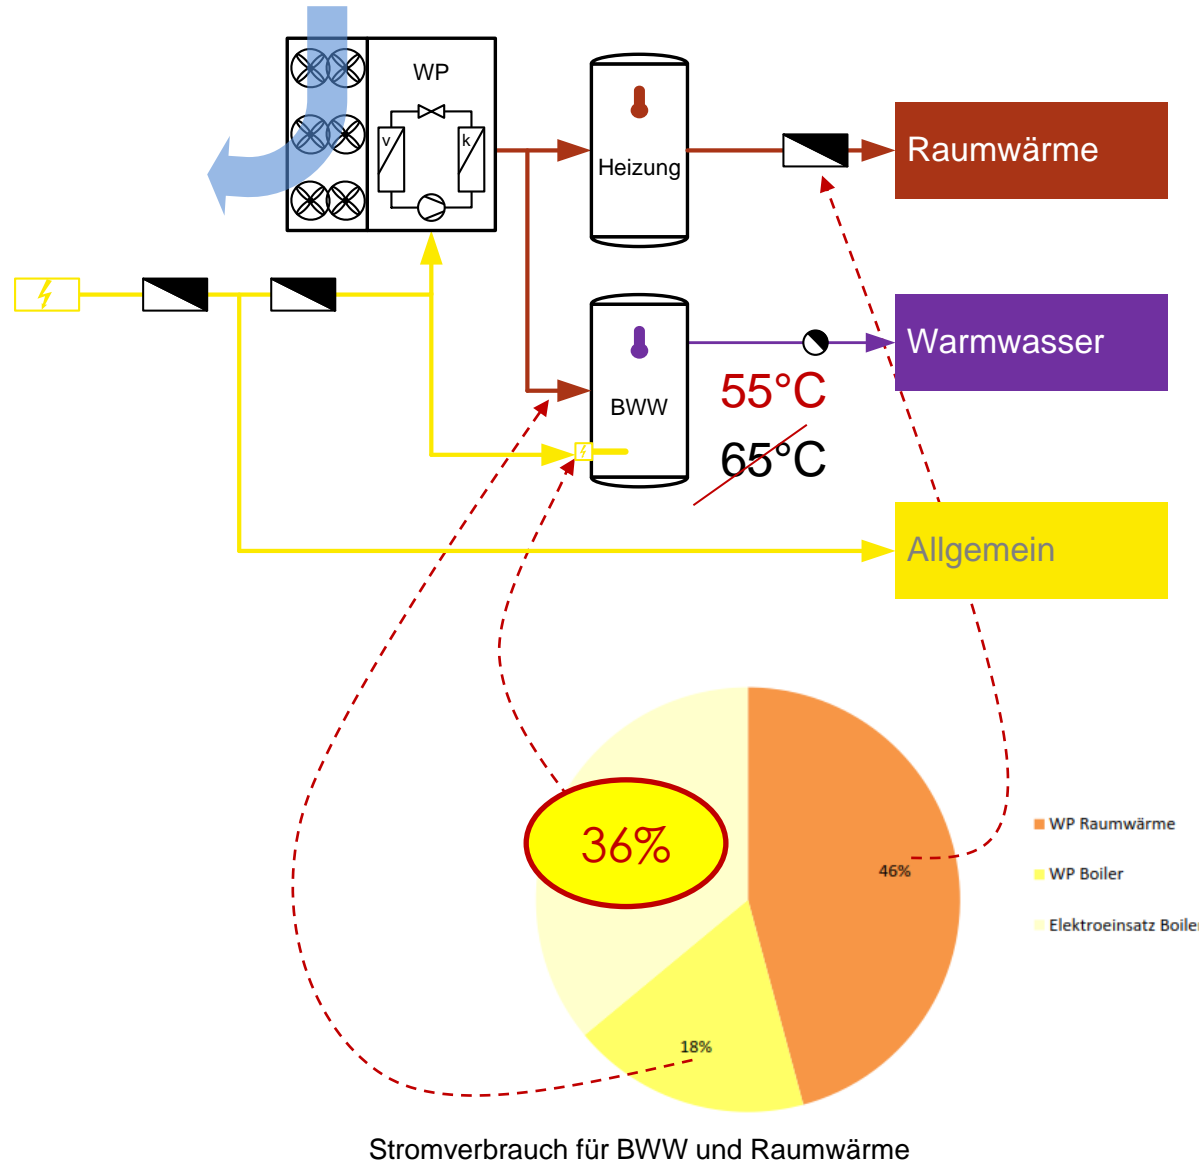 WP
v
k
Heizung
Raumwärme
BWW
Warmwasser
55°C
65°C
Allgemein
36%
46%
18%
WP Raumwärme
WP Boiler
Elektroeinsatz Boiler
Stromverbrauch für BWW und Raumwärme